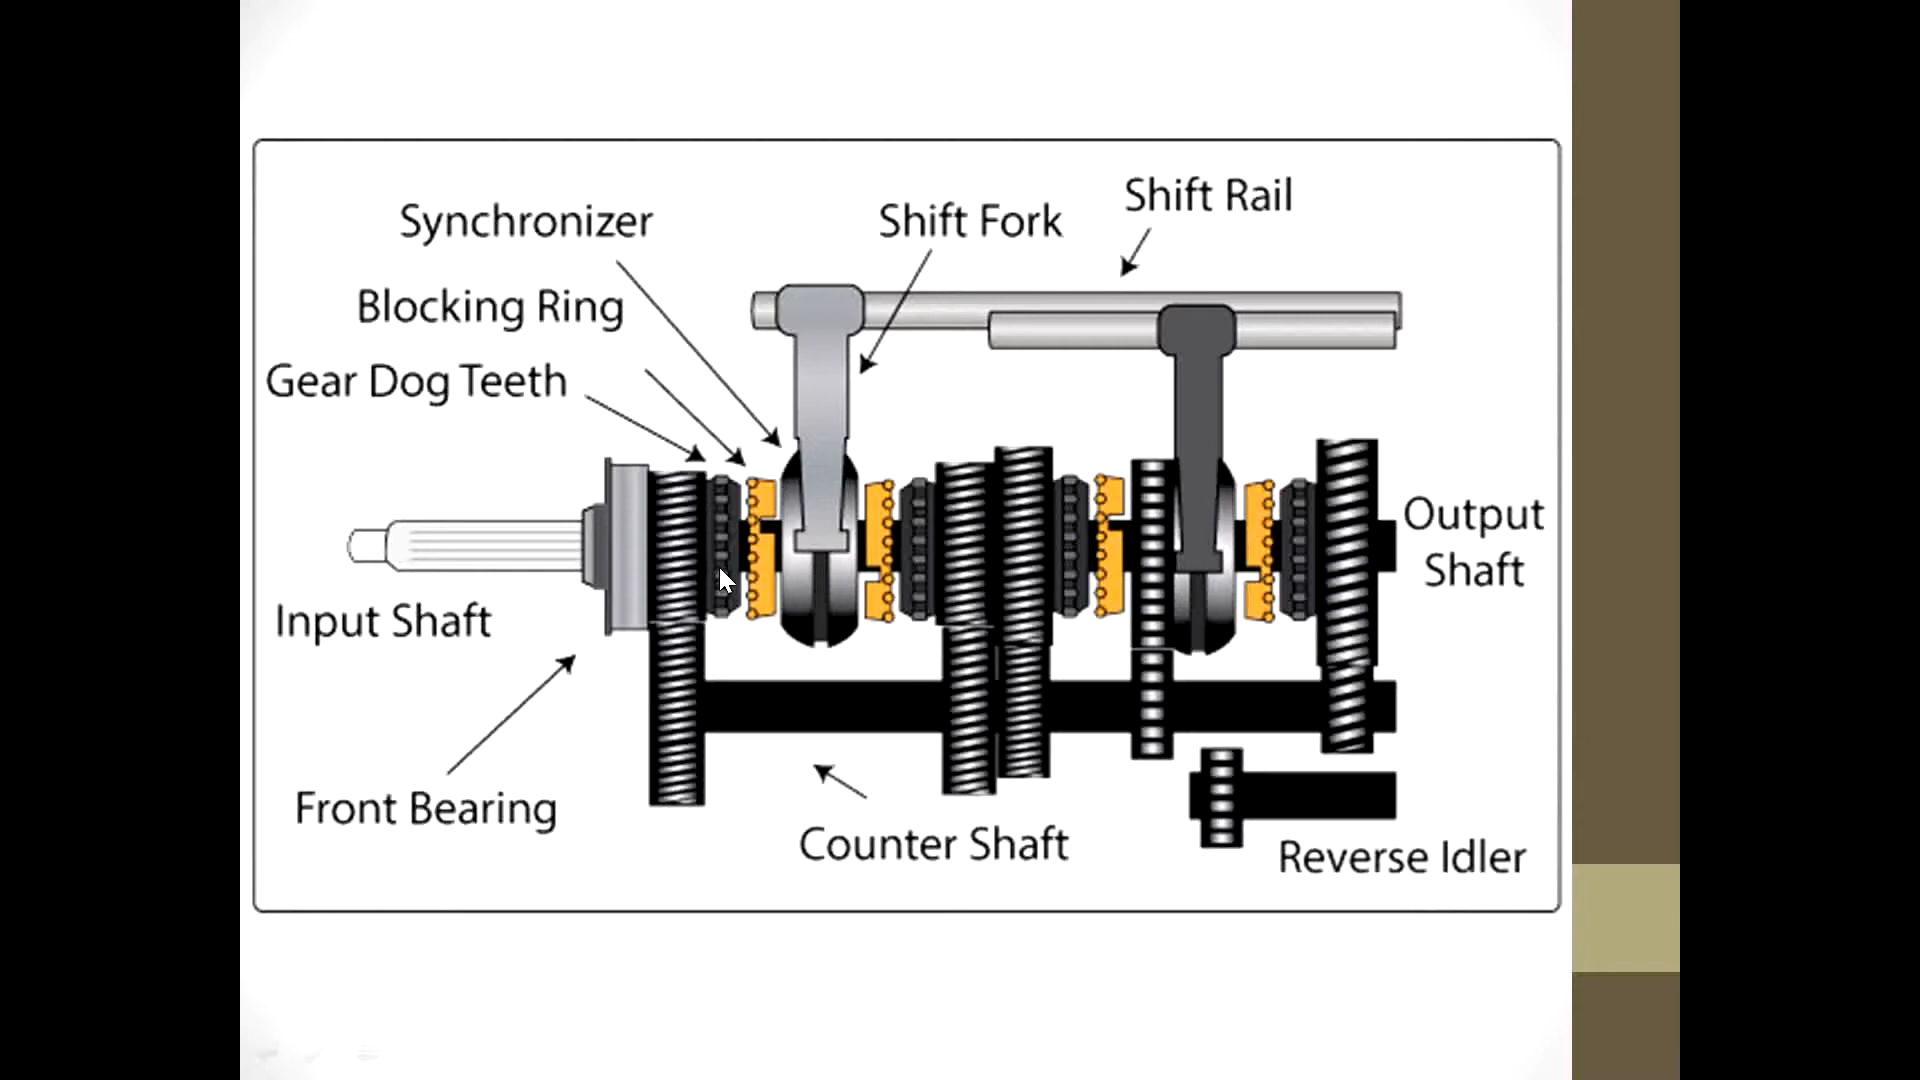 Shift Rail
Synchronizer
Shift Fork
Blocking Ring
Gear Dog Teeth
Output
Shaft
Input Shaft
Front Bearing
Counter Shaft
Reverse Idler